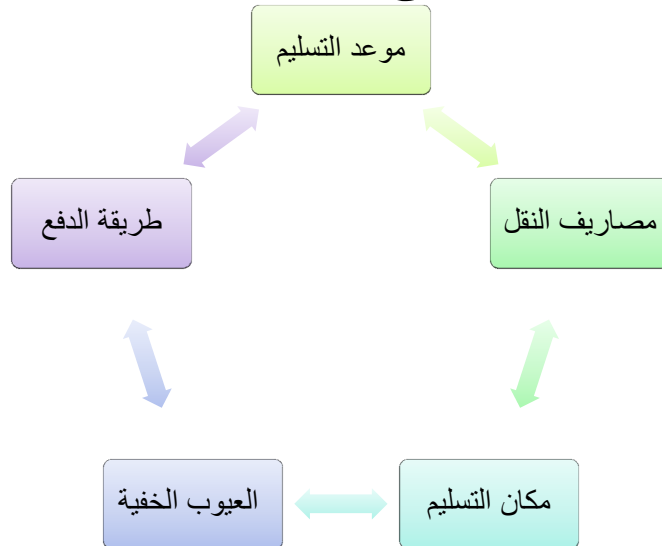 موعد التسليم
مصاريف النقل
طريقة الدفع
مكان التسليم
العيوب الخفية